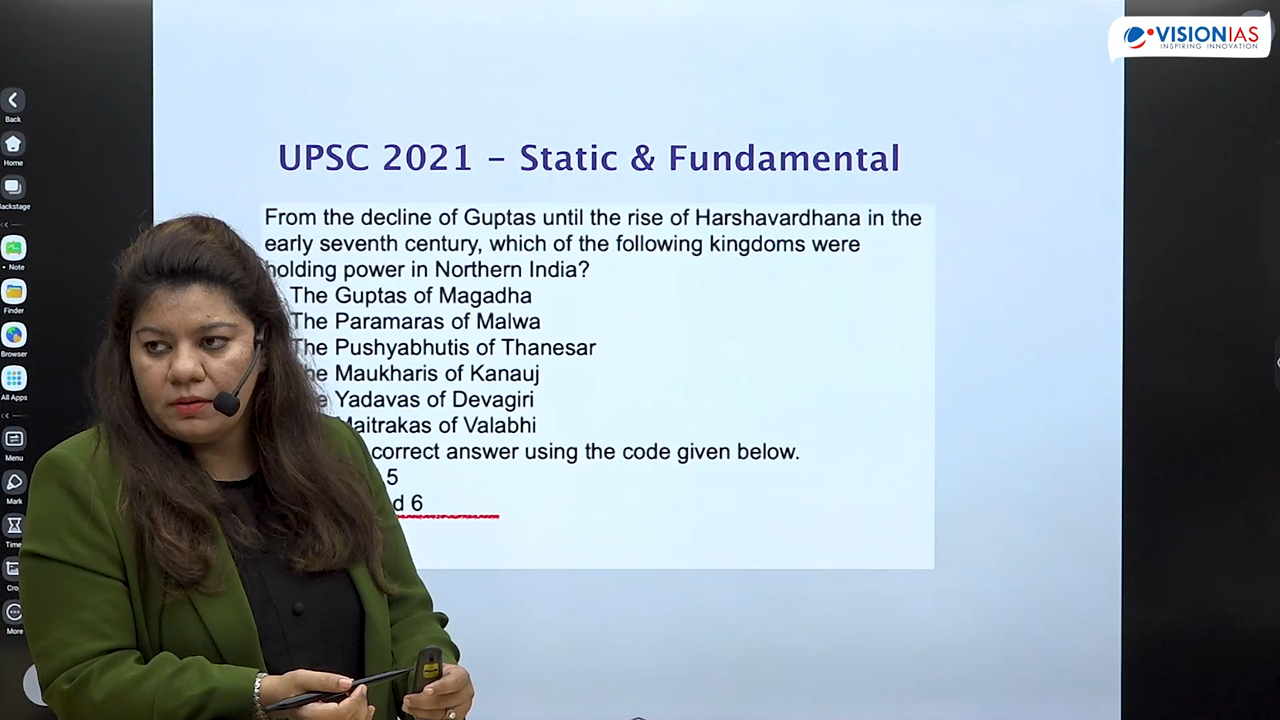 VISIONIAS
INSPIRING INNOVATION
Back
Home
Backstage
Note
Finder
Browser
All Apps
Menu
Mark
More
UPSC 2021 – Static & Fundamental
From the decline of Guptas until the rise of Harshavardhana in the
early seventh century, which of the following kingdoms were
holding power in Northern India?
The Guptas of Magadha
The Paramaras of Malwa
The Pushyabhutis of Thanesar
Maukharis of Kanauj
Yadavas of Devagiri
Maitrakas of Valabhi
correct answer using the code given below.
5
6